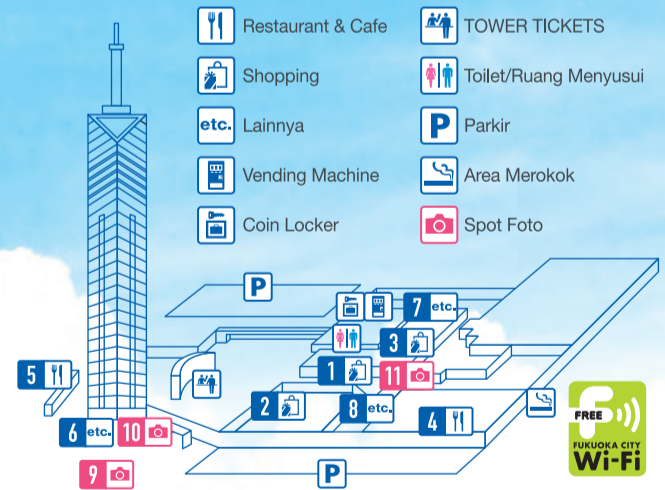 Restaurant & Cafe
TOWER TICKETS
Shopping
Toilet/Ruang Menyusui
etc.
Lainnya
P
Parkir
Vending Machine
Area Merokok
Coin Locker
Spot Foto
P
7 etc.
3
5
1
11
2
8 etc.
4
6 etc.
10
9
P
FREE
FUKUOKA CITY
Wi-Fi